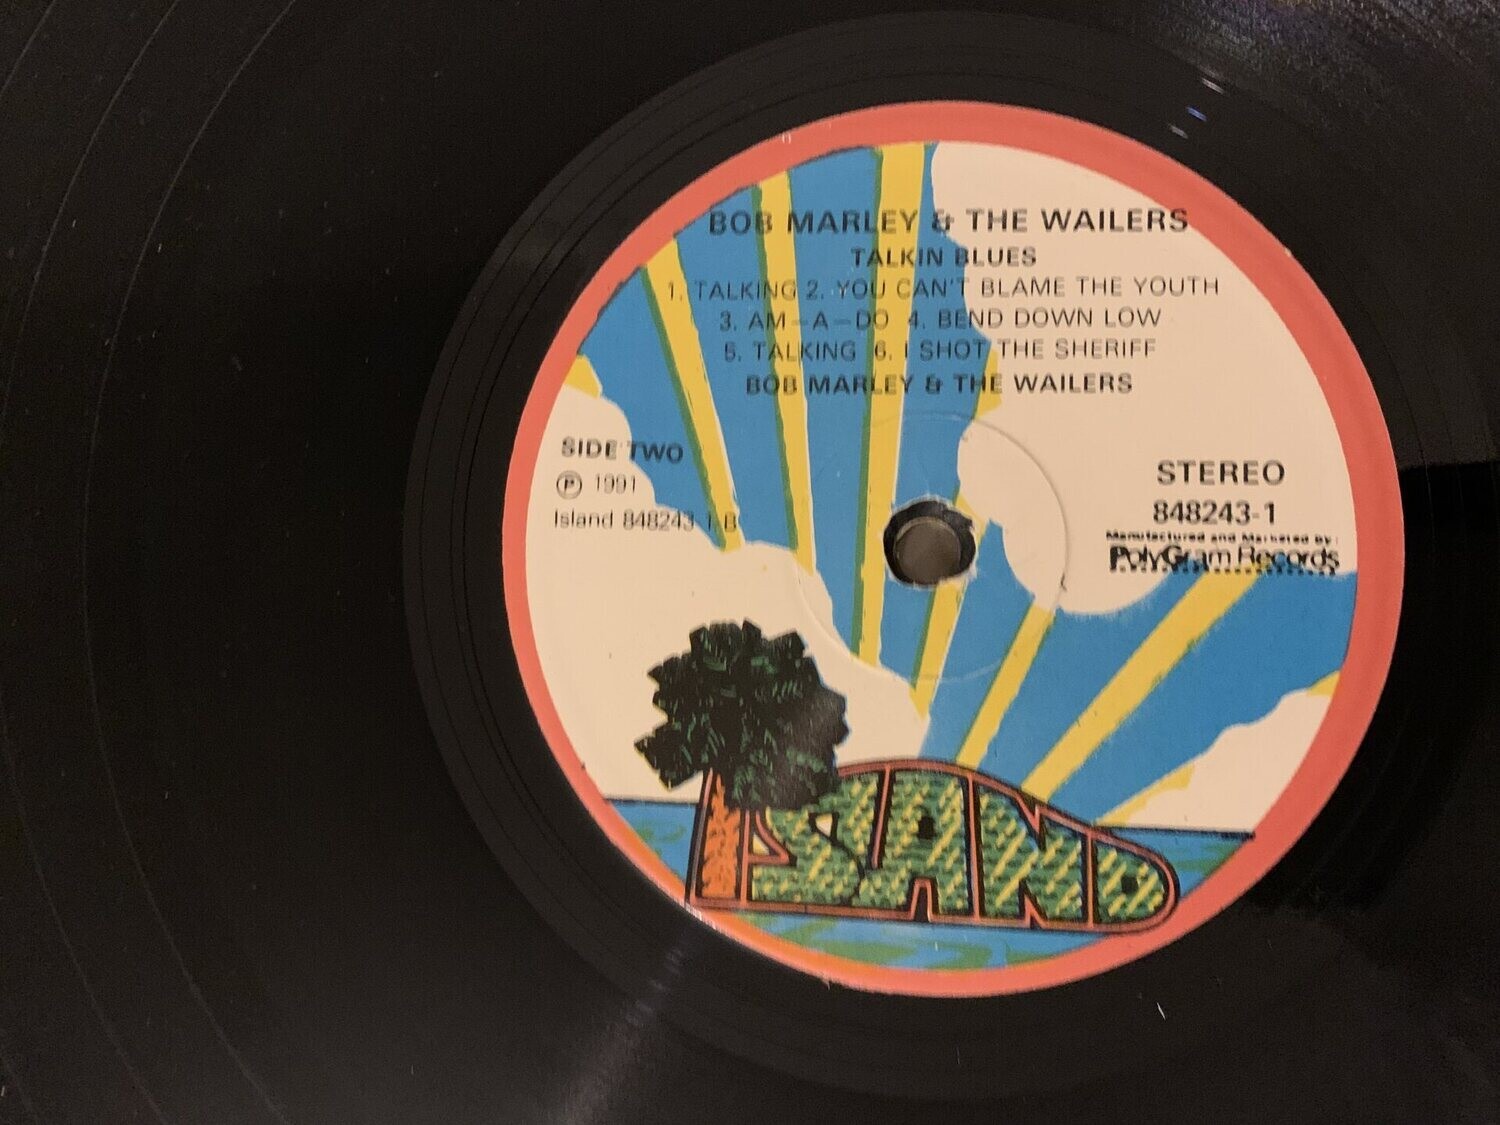 BOB MARLEY & THE WAILERS
TALKIN BLUES
1. TALKING 2. YOU CAN'T BLAME THE YOUTH
3. AM-A-DO 4. BEND DOWN LOW
5. TALKING 6. I SHOT THE SHERIFF
BOB MARLEY & THE WAILERS
SIDE TWO
℗ 1991
Island 848243-1 B
STEREO
848243-1
Manufactured and Marketed by:
PolyGram Records
ISLAND